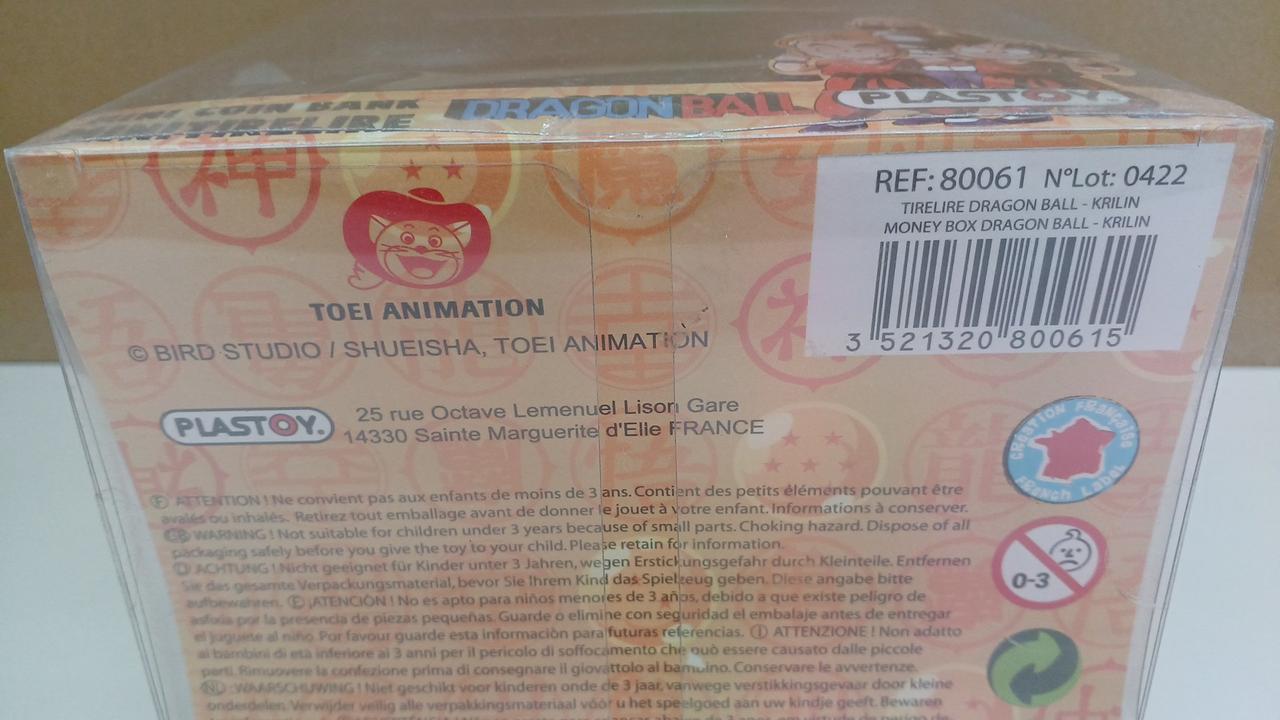 MINI COIN BANK
MINI TIRELIRE
DRAGON BALL
PLASTOY
神
REF: 80061 N°Lot: 0422
TIRELIRE DRAGON BALL - KRILIN
MONEY BOX DRAGON BALL - KRILIN
3 521320 800615
TOEI ANIMATION
© BIRD STUDIO / SHUEISHA, TOEI ANIMATION
PLASTOY.
25 rue Octave Lemenuel Lison Gare
14330 Sainte Marguerite d'Elle FRANCE
CRéATION FRANçAise
FRench LabeL
Ⓕ ATTENTION ! Ne convient pas aux enfants de moins de 3 ans. Contient des petits éléments pouvant être
avalés ou inhalés. Retirez tout emballage avant de donner le jouet à votre enfant. Informations à conserver.
GB WARNING ! Not suitable for children under 3 years because of small parts. Choking hazard. Dispose of all
packaging safely before you give the toy to your child. Please retain for information.
Ⓓ ACHTUNG ! Nicht geeignet für Kinder unter 3 Jahren, wegen Erstickungsgefahr durch Kleinteile. Entfernen
Sie das gesamte Verpackungsmaterial, bevor Sie Ihrem Kind das Spielzeug geben. Diese angabe bitte
aufbewahren. Ⓔ ¡ATENCIÓN ! No es apto para niños menores de 3 años, debido a que existe peligro de
asfixia por la presencia de piezas pequeñas. Guarde o elimine con seguridad el embalaje antes de entregar
el juguete al niño. Por favour guarde esta informaciòn para futuras referencias. Ⓘ ATTENZIONE ! Non adatto
ai bambini di età inferiore ai 3 anni per il pericolo di soffocamento che può essere causato dalle piccole
parti. Rimuovere la confezione prima di consegnare il giovattolo al bambino. Conservare le avvertenze.
NL :WAARSCHUWING ! Niet geschikt voor kinderen onde de 3 jaar, vanwege verstikkingsgevaar door kleine
onderdelen. Verwijder veilig alle verpakkingsmateriaal vóór u het speelgoed aan uw kindje geeft. Bewaren
0-3